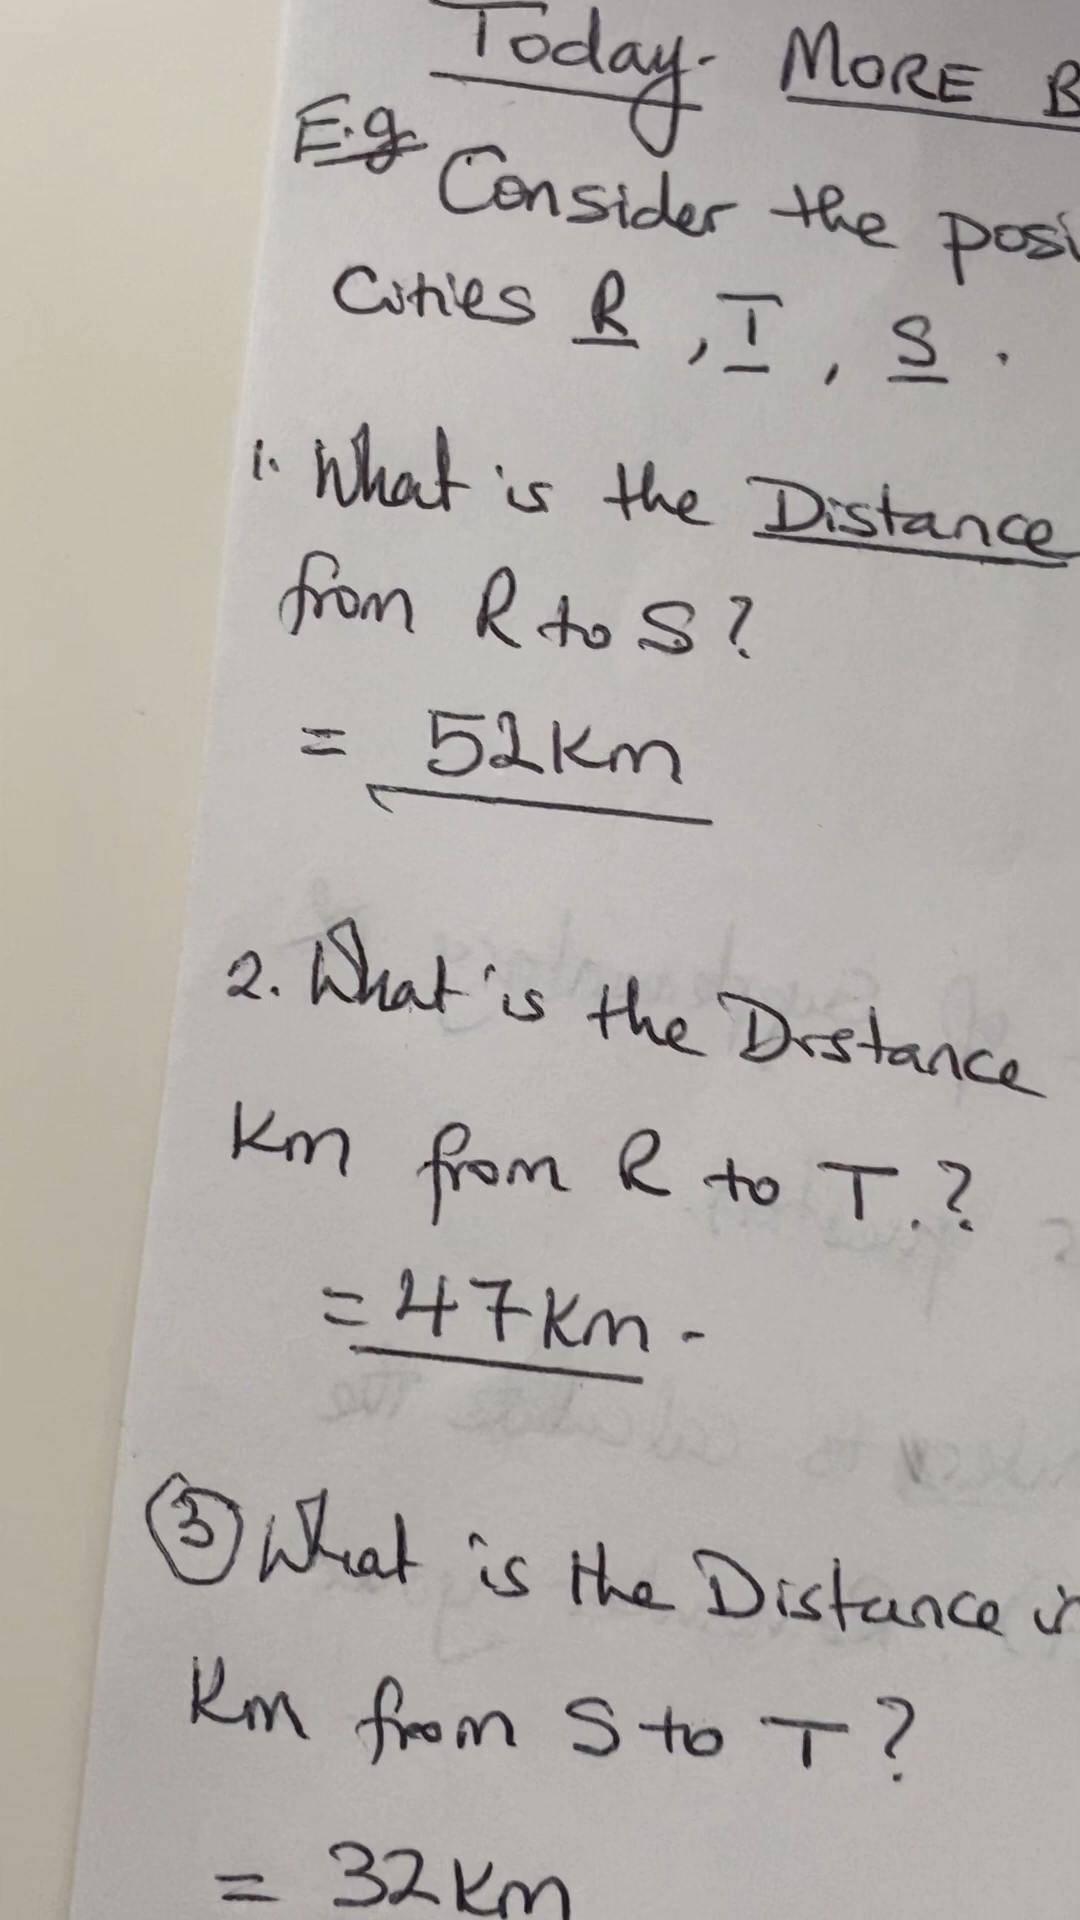 Today- MORE B
E.g Consider the posi
Cities R , T , S .
1. What is the Distance
from R to S?
= 52Km
2. What is the Distance
Km from R to T.?
= 47Km -
3 What is the Distance i
Km from S to T?
= 32Km